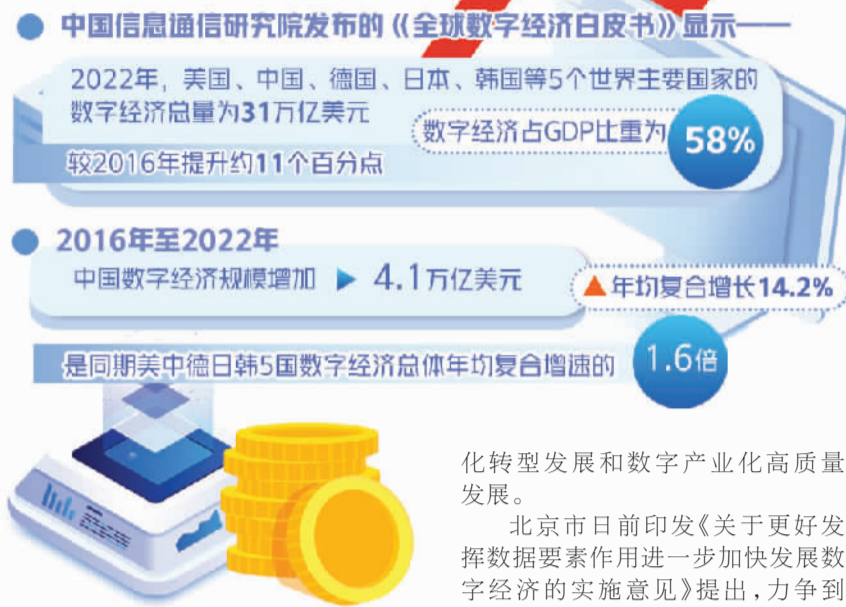 中国信息通信研究院发布的《全球数字经济白皮书》显示——
2022年，美国、中国、德国、日本、韩国等5个世界主要国家的
数字经济总量为31万亿美元
数字经济占GDP比重为 58%
较2016年提升约11个百分点
2016年至2022年
中国数字经济规模增加 ▶ 4.1万亿美元
▲年均复合增长14.2%
是同期美中德日韩5国数字经济总体年均复合增速的 1.6倍
化转型发展和数字产业化高质量
发展。
北京市日前印发《关于更好发
挥数据要素作用进一步加快发展数
字经济的实施意见》提出，力争到